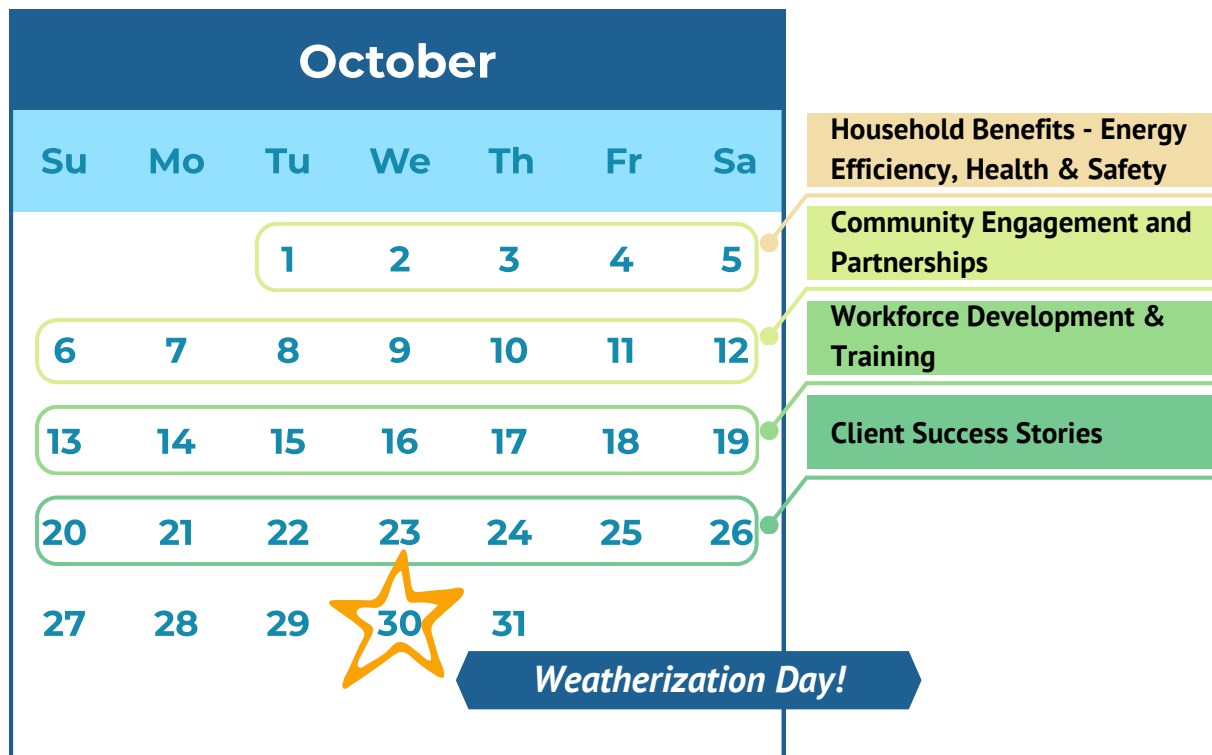 October
Su Mo Tu We Th Fr Sa
1 2 3 4 5
6 7 8 9 10 11 12
13 14 15 16 17 18 19
20 21 22 23 24 25 26
27 28 29 30 31
Weatherization Day!
Household Benefits - Energy
Efficiency, Health & Safety
Community Engagement and
Partnerships
Workforce Development &
Training
Client Success Stories